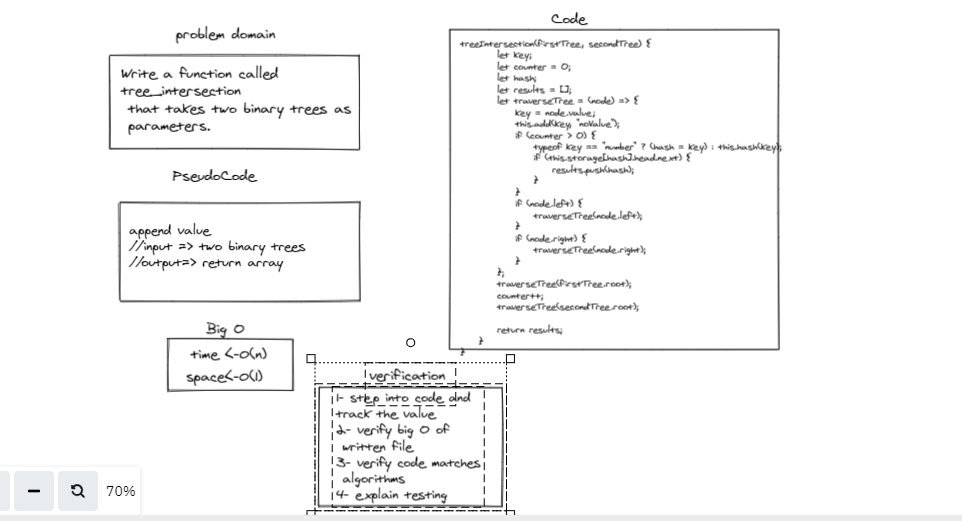 problem domain
Write a function called
tree_intersection
that takes two binary trees as
parameters.
PseudoCode
append value
//input => two binary trees
//output=> return array
Big O
time <-O(n)
space<-O(1)
Code
treeIntersection(firstTree, secondTree) {
let key;
let counter = 0;
let hash;
let results = [];
let traverseTree = (node) => {
key = node.value;
this.add(key, "noValue");
if (counter > 0) {
typeof key == "number" ? (hash = key) : this.hash(key);
if (this.storage[hash].head.next) {
results.push(hash);
}
}
if (node.left) {
traverseTree(node.left);
}
if (node.right) {
traverseTree(node.right);
}
};
traverseTree(firstTree.root);
counter++;
traverseTree(secondTree.root);
return results;
}
}
verification
1- step into code and
track the value
2- verify big O of
written file
3- verify code matches
algorithms
4- explain testing
70%